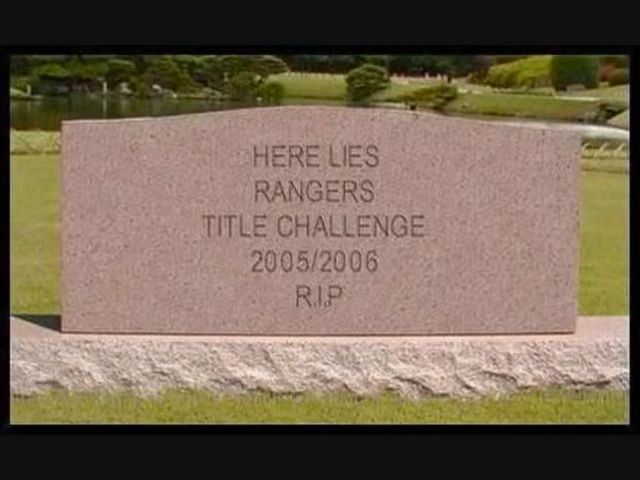 HERE LIES
RANGERS
TITLE CHALLENGE
2005/2006
R.I.P